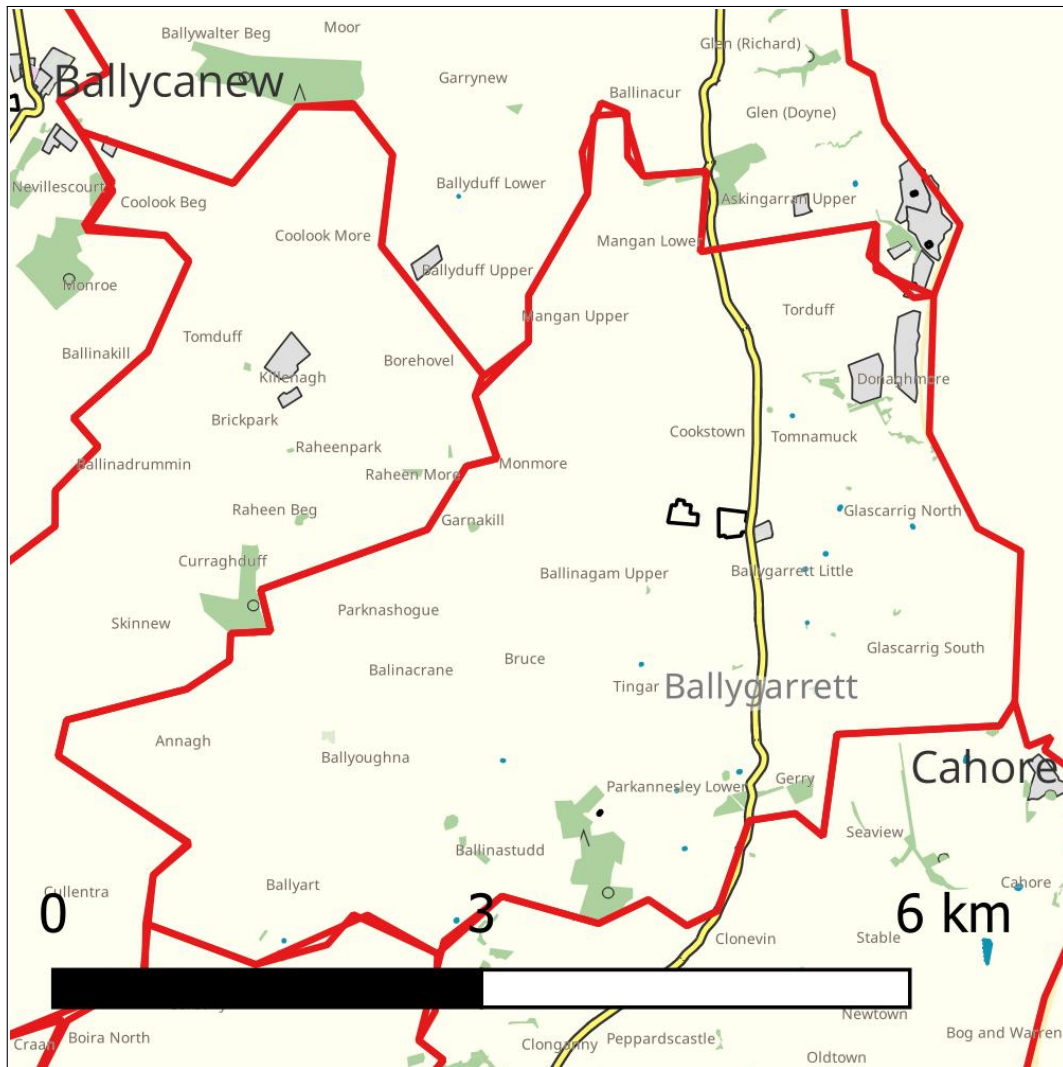 Moor
Ballywalter Beg
Glen (Richard)
Ballycanew
Garrynew
Ballinacur
Glen (Doyne)
Nevillescourt
Ballyduff Lower
Coolook Beg
Askingarran Upper
Coolook More
Mangan Lower
Ballyduff Upper
Monroe
Torduff
Mangan Upper
Tomduff
Ballinakill
Borehovel
Killenagh
Donaghmore
Brickpark
Cookstown
Tomnamuck
Raheenpark
Ballinadrummin
Monmore
Raheen More
Raheen Beg
Glascarrig North
Garnakill
Curraghduff
Ballinagam Upper
Ballygarrett Little
Parknashogue
Skinnew
Glascarrig South
Bruce
Balinacrane
Tingar
Ballygarrett
Annagh
Ballyoughna
Cahore
Gerry
Parkannesley Lower
Seaview
Ballinastudd
Cullentra
Ballyart
Cahore
0
3
6 km
Clonevin
Stable
Newtown
Boira North
Craan
Clonganny
Peppardscastle
Bog and Warren
Oldtown